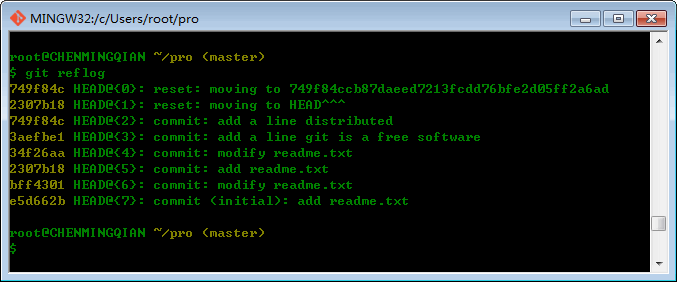 MINGW32:/c/Users/root/pro
root@CHENMINGQIAN ~/pro (master)
$ git reflog
749f84c HEAD@{0}: reset: moving to 749f84ccb87daeed7213fcdd76bfe2d05ff2a6ad
2307b18 HEAD@{1}: reset: moving to HEAD^^^
749f84c HEAD@{2}: commit: add a line distributed
3aefbe1 HEAD@{3}: commit: add a line git is a free software
34f26aa HEAD@{4}: commit: modify readme.txt
2307b18 HEAD@{5}: commit: add readme.txt
bff4301 HEAD@{6}: commit: modify readme.txt
e5d662b HEAD@{7}: commit (initial): add readme.txt
root@CHENMINGQIAN ~/pro (master)
$